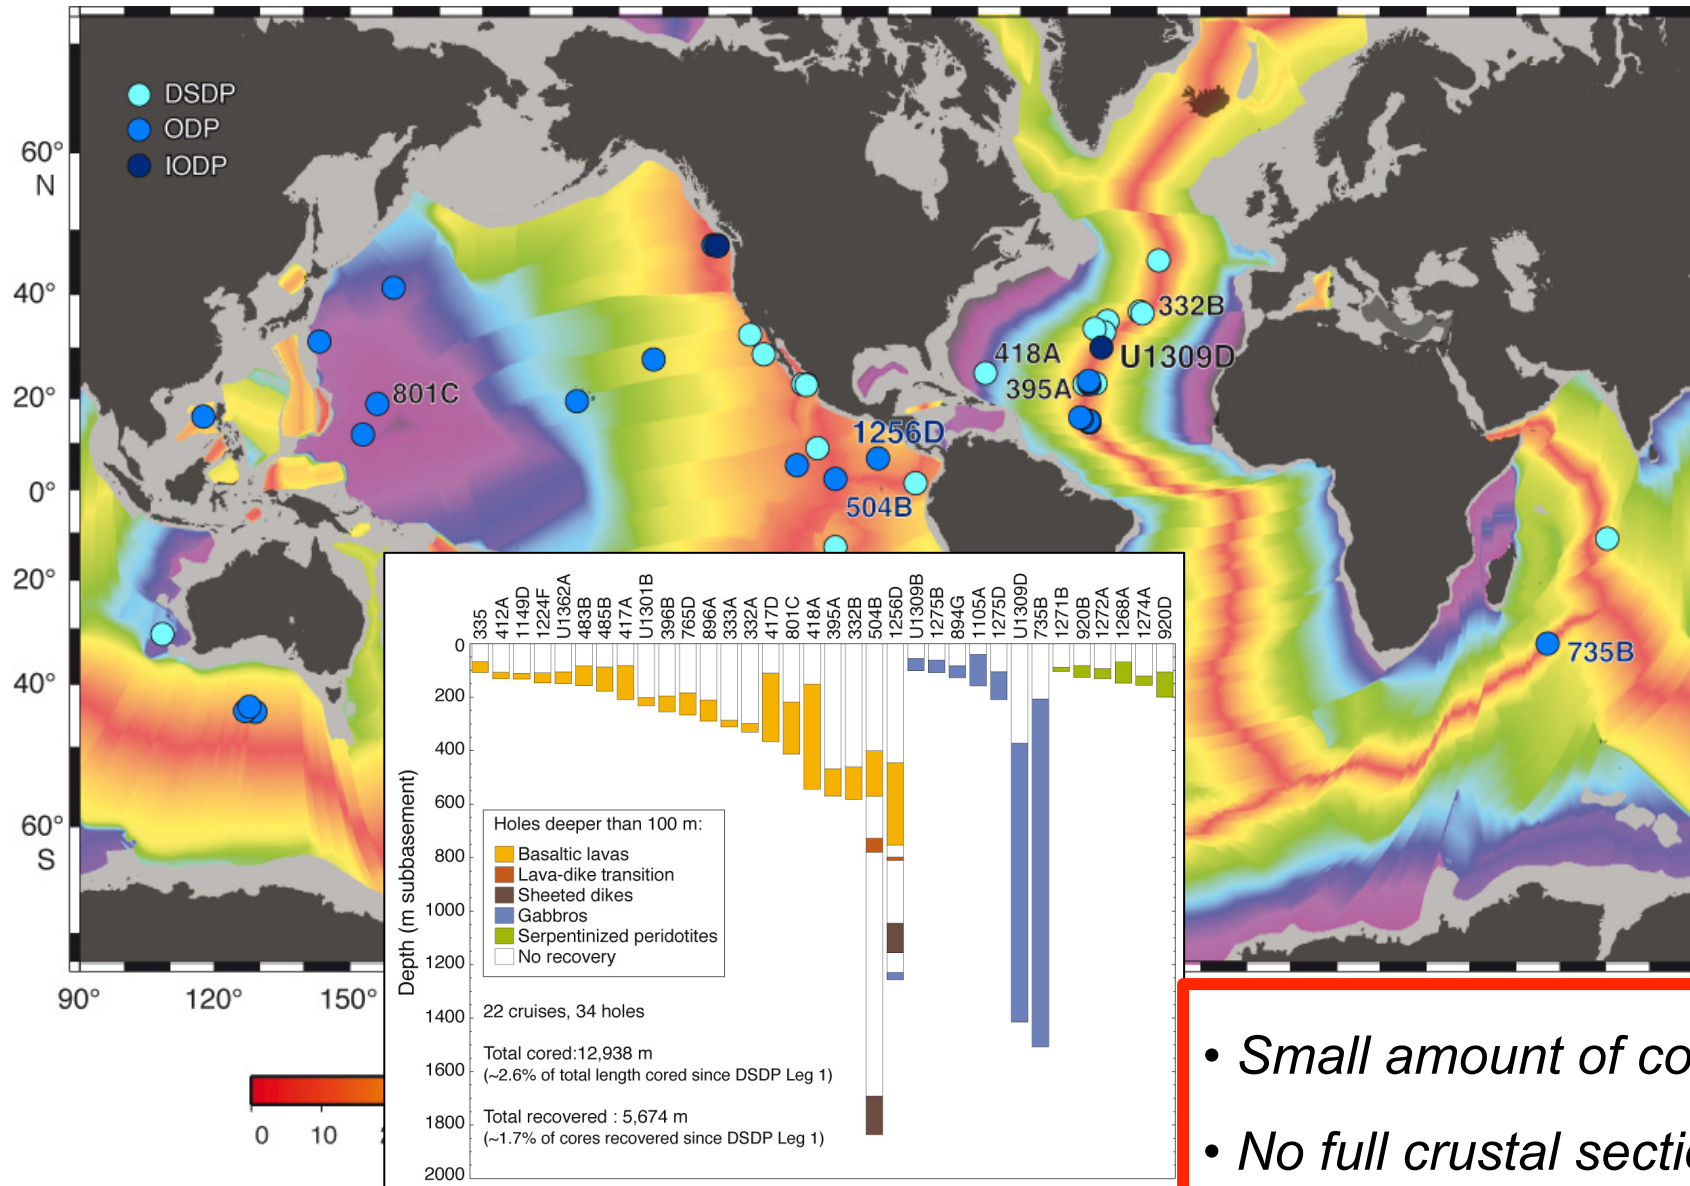 DSDP
ODP
IODP
60°
N
40°
20°
0°
20°
40°
60°
S
90°
120°
150°
332B
418A
U1309D
395A
801C
1256D
504B
735B
335
412A
1149D
1224F
U1362A
483B
485B
417A
U1301B
396B
765D
896A
333A
332A
417D
801C
418A
395A
332B
504B
1256D
U1309B
1275B
894G
1105A
1275D
U1309D
735B
1271B
920B
1272A
1268A
1274A
920D
Depth (m subbasement)
0
200
400
600
800
1000
1200
1400
1600
1800
2000
Holes deeper than 100 m:
Basaltic lavas
Lava-dike transition
Sheeted dikes
Gabbros
Serpentinized peridotites
No recovery
22 cruises, 34 holes
Total cored:12,938 m
(~2.6% of total length cored since DSDP Leg 1)
Total recovered : 5,674 m
(~1.7% of cores recovered since DSDP Leg 1)
0
10
• Small amount of co
• No full crustal secti